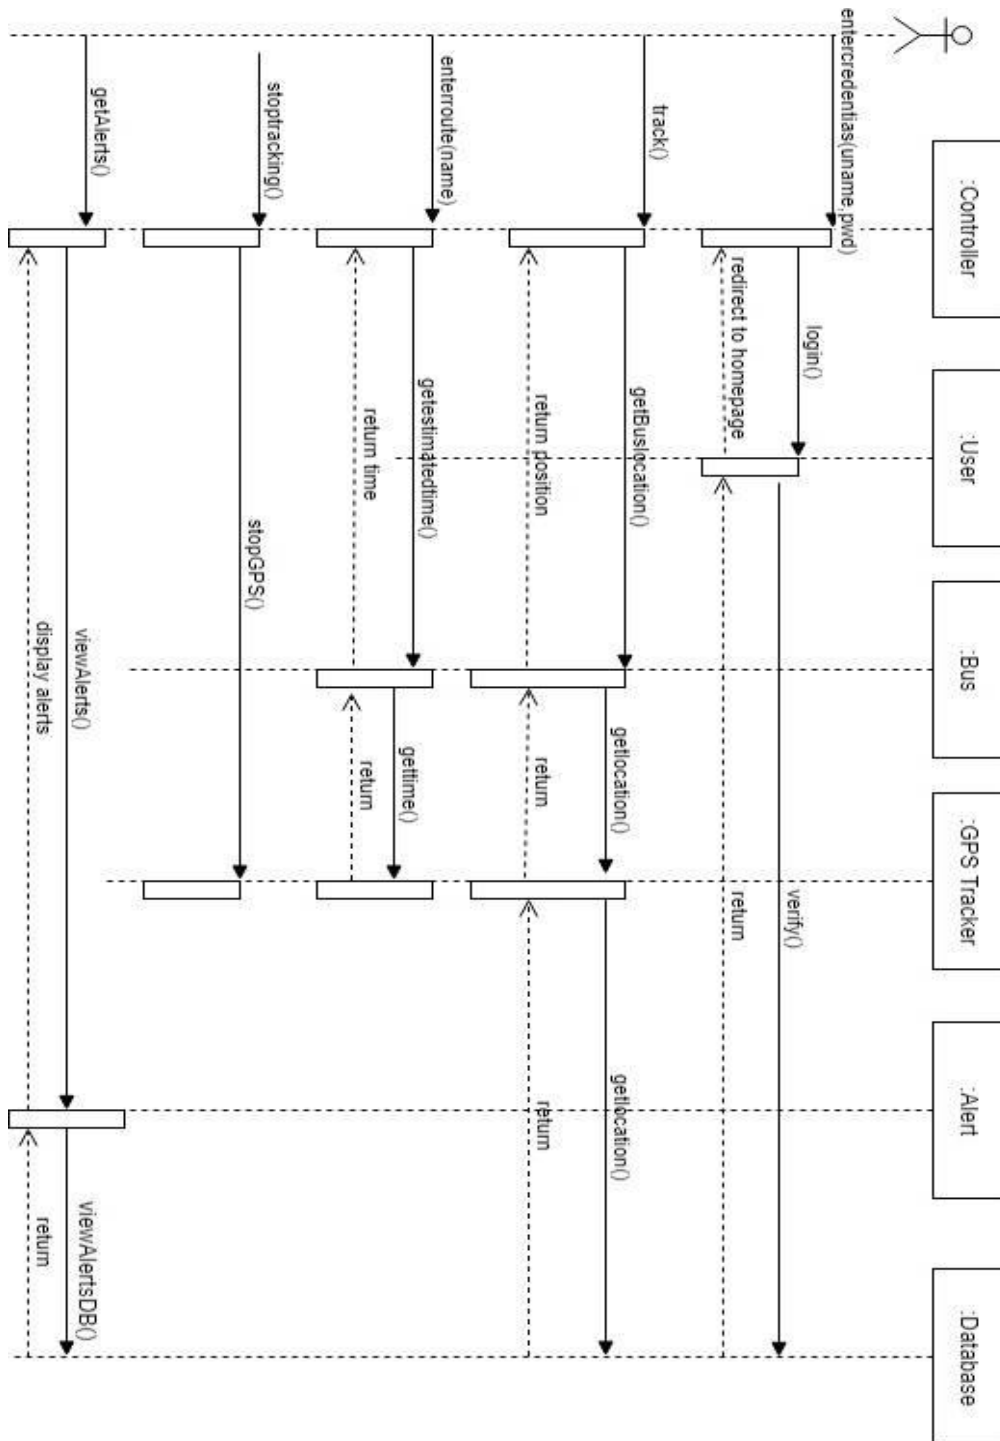 :Controller
:User
:Bus
:GPS Tracker
:Alert
:Database
entercredentias(uname,pwd)
login()
verify()
redirect to homepage
return
track()
getBuslocation()
getlocation()
getlocation()
return position
return
return
enterroute(name)
getestimatedtime()
gettime()
return time
return
stoptracking()
stopGPS()
getAlerts()
viewAlerts()
viewAlertsDB()
display alerts
return